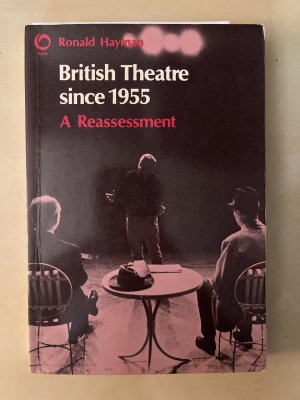 Ronald Hayman
British Theatre
since 1955
A Reassessment